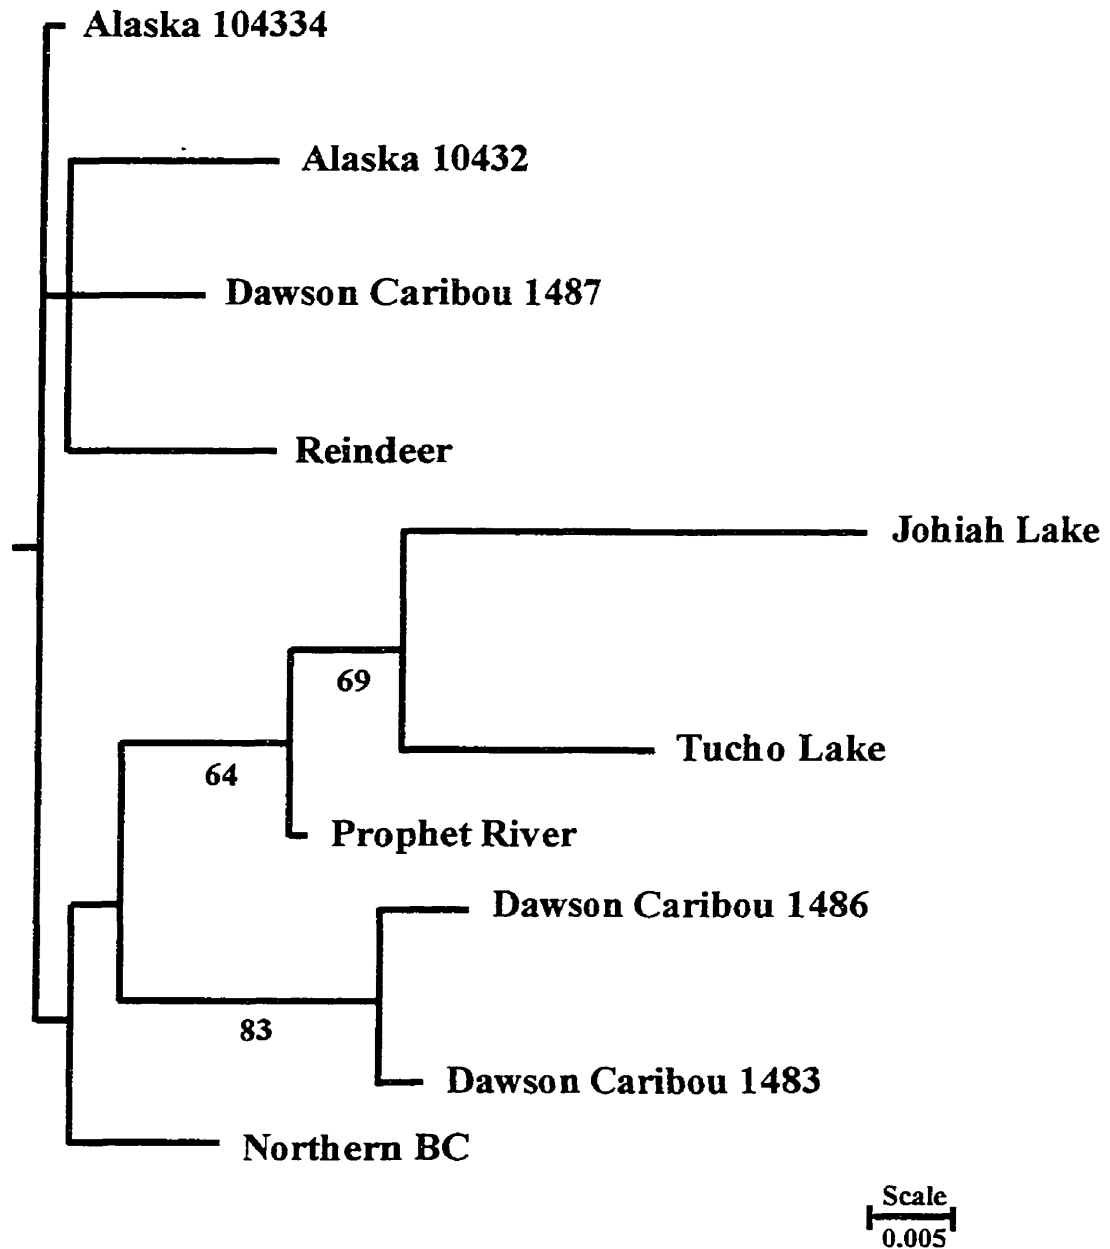 Alaska 104334
Alaska 10432
Dawson Caribou 1487
Reindeer
Johiah Lake
69
Tucho Lake
64
Prophet River
Dawson Caribou 1486
83
Dawson Caribou 1483
Northern BC
Scale
0.005